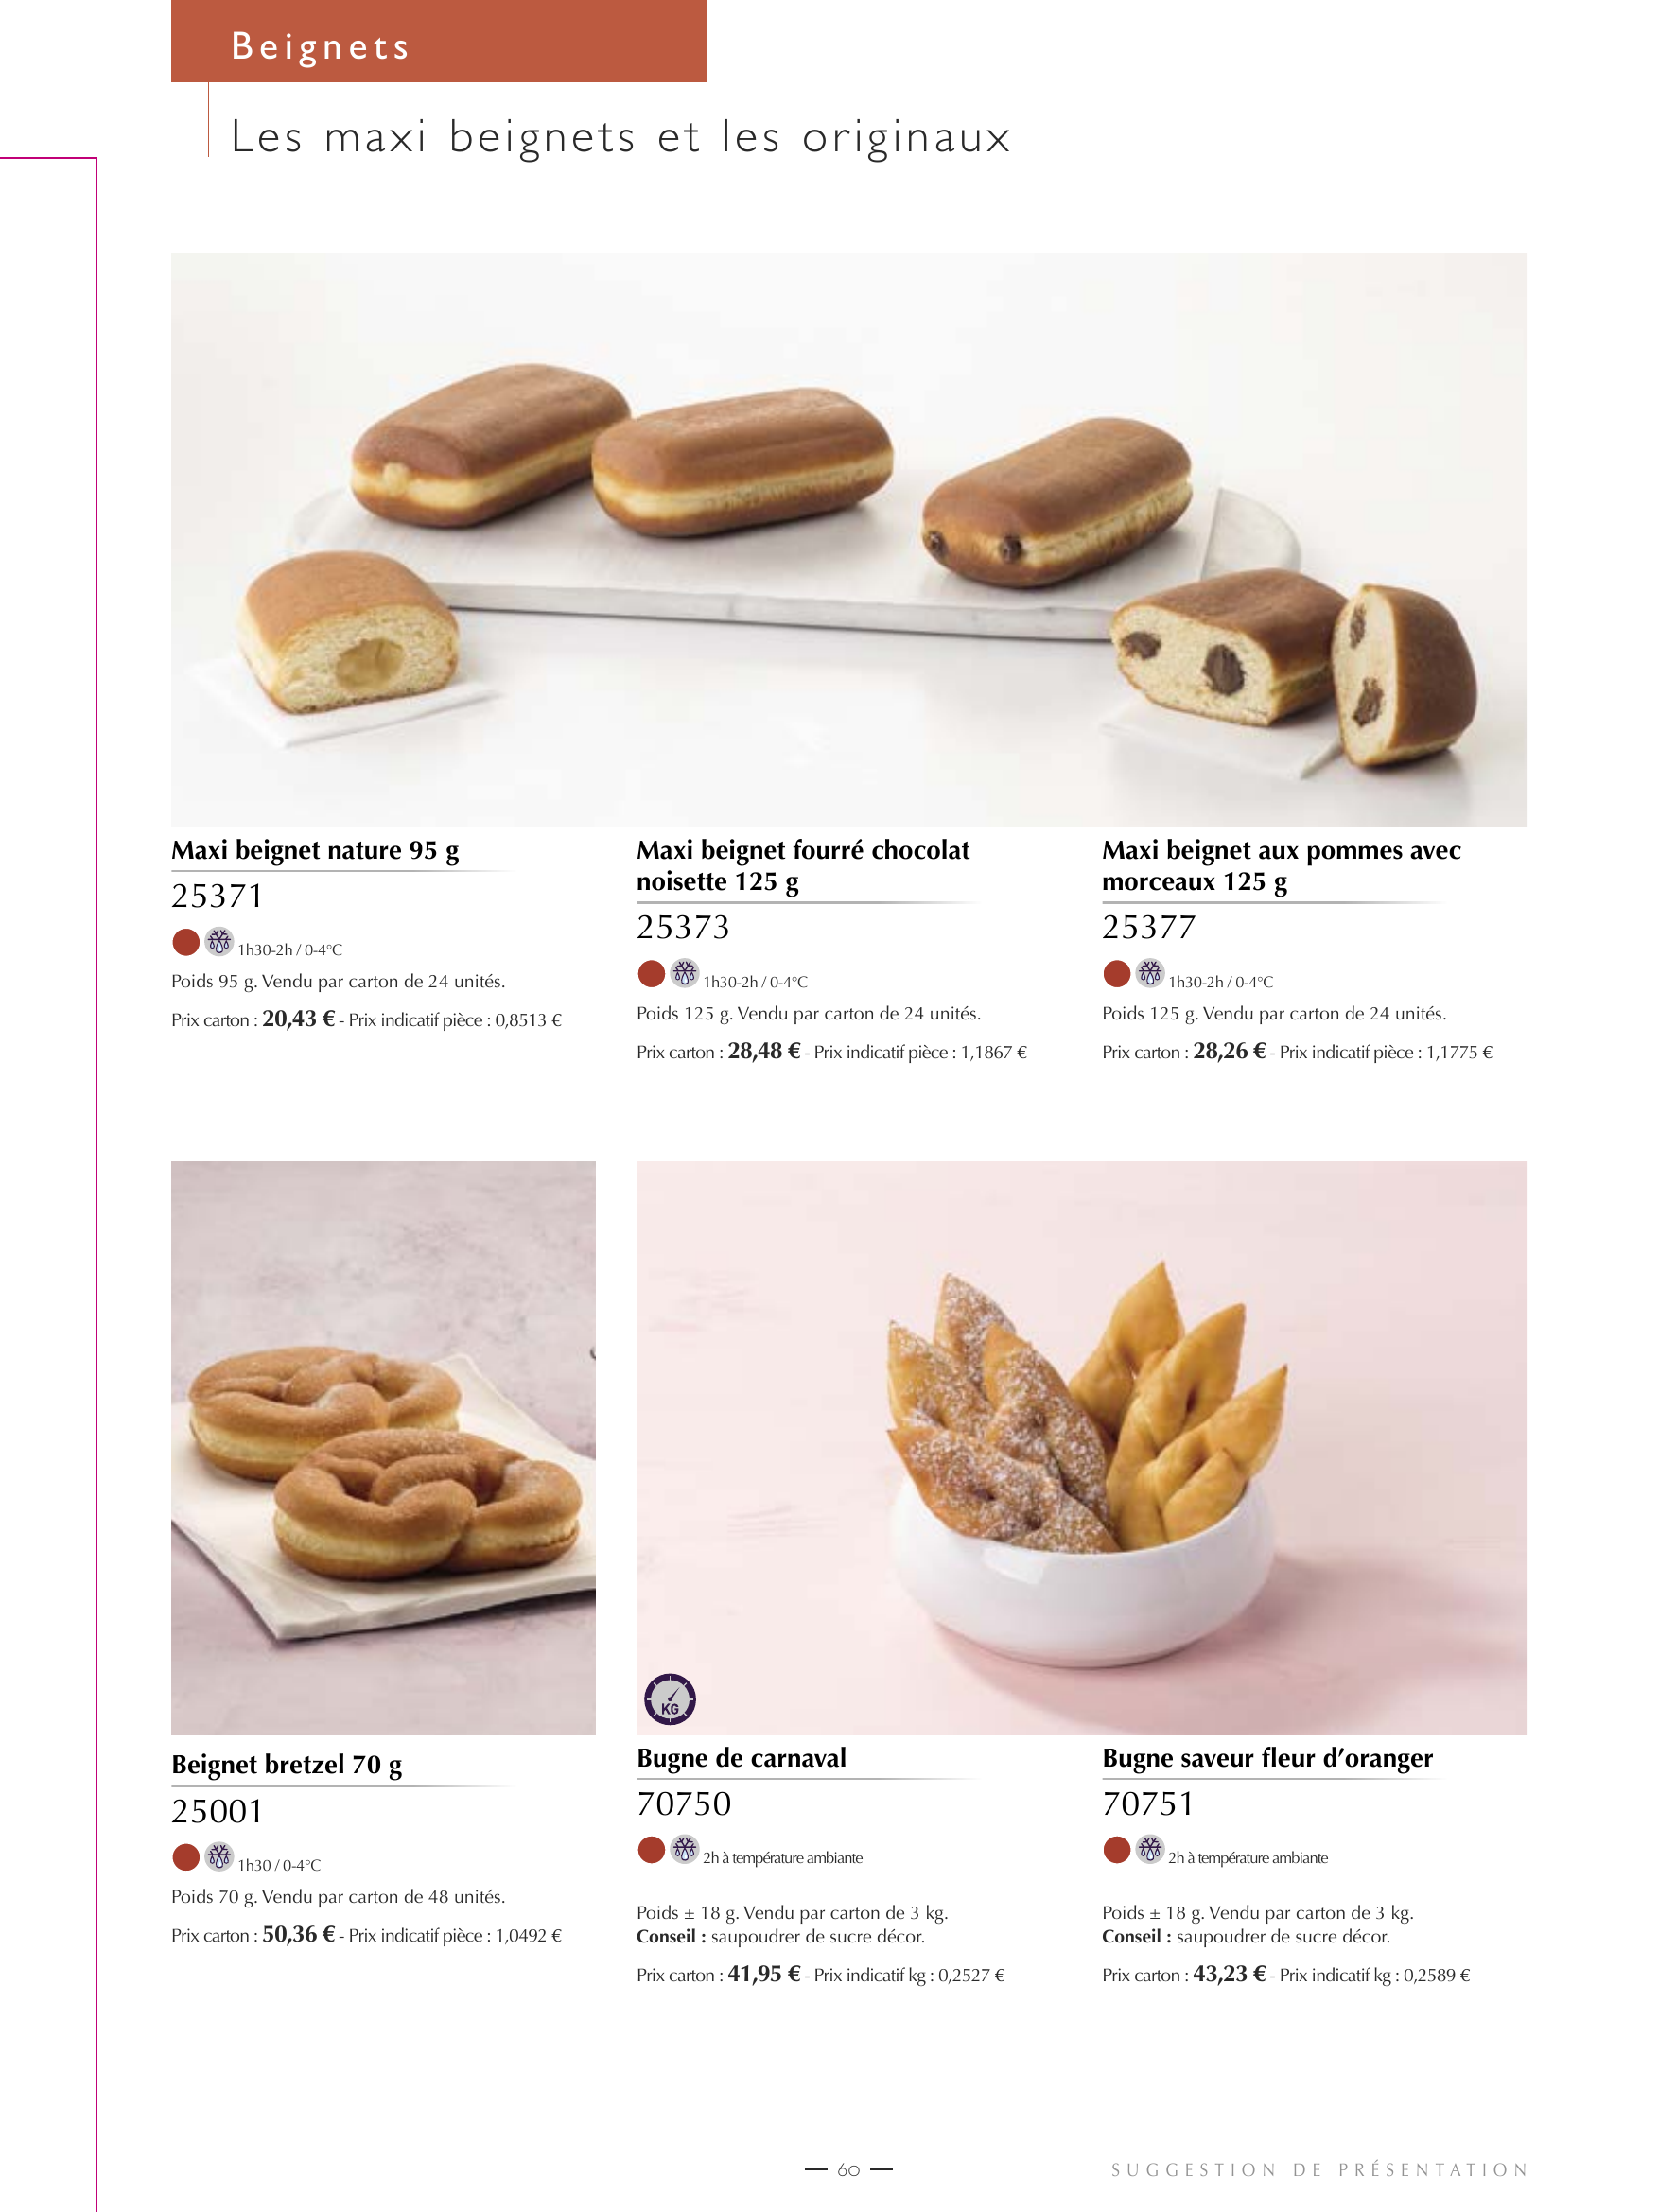 Beignets
Les maxi beignets et les originaux
Maxi beignet nature 95 g
25371
1h30-2h / 0-4°C
Poids 95 g. Vendu par carton de 24 unités.
Prix carton : 20,43 € - Prix indicatif pièce : 0,8513 €
Maxi beignet fourré chocolat
noisette 125 g
25373
1h30-2h / 0-4°C
Poids 125 g. Vendu par carton de 24 unités.
Prix carton : 28,48 € - Prix indicatif pièce : 1,1867 €
Maxi beignet aux pommes avec
morceaux 125 g
25377
1h30-2h / 0-4°C
Poids 125 g. Vendu par carton de 24 unités.
Prix carton : 28,26 € - Prix indicatif pièce : 1,1775 €
Beignet bretzel 70 g
25001
1h30 / 0-4°C
Poids 70 g. Vendu par carton de 48 unités.
Prix carton : 50,36 € - Prix indicatif pièce : 1,0492 €
KG
Bugne de carnaval
70750
2h à température ambiante
Poids ± 18 g. Vendu par carton de 3 kg.
Conseil : saupoudrer de sucre décor.
Prix carton : 41,95 € - Prix indicatif kg : 0,2527 €
Bugne saveur fleur d’oranger
70751
2h à température ambiante
Poids ± 18 g. Vendu par carton de 3 kg.
Conseil : saupoudrer de sucre décor.
Prix carton : 43,23 € - Prix indicatif kg : 0,2589 €
— 60 —
SUGGESTION DE PRÉSENTATION